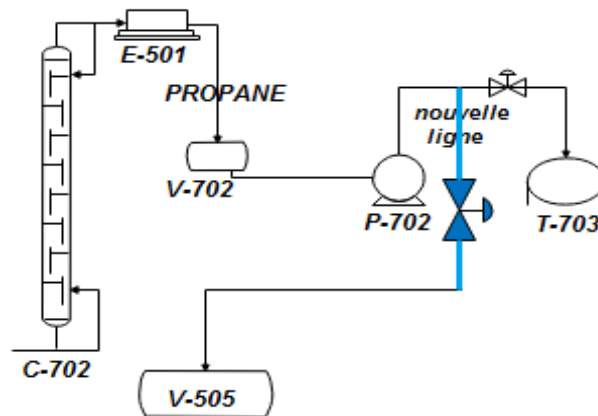 E-501
PROPANE
nouvelle
ligne
V-702
P-702
T-703
C-702
V-505